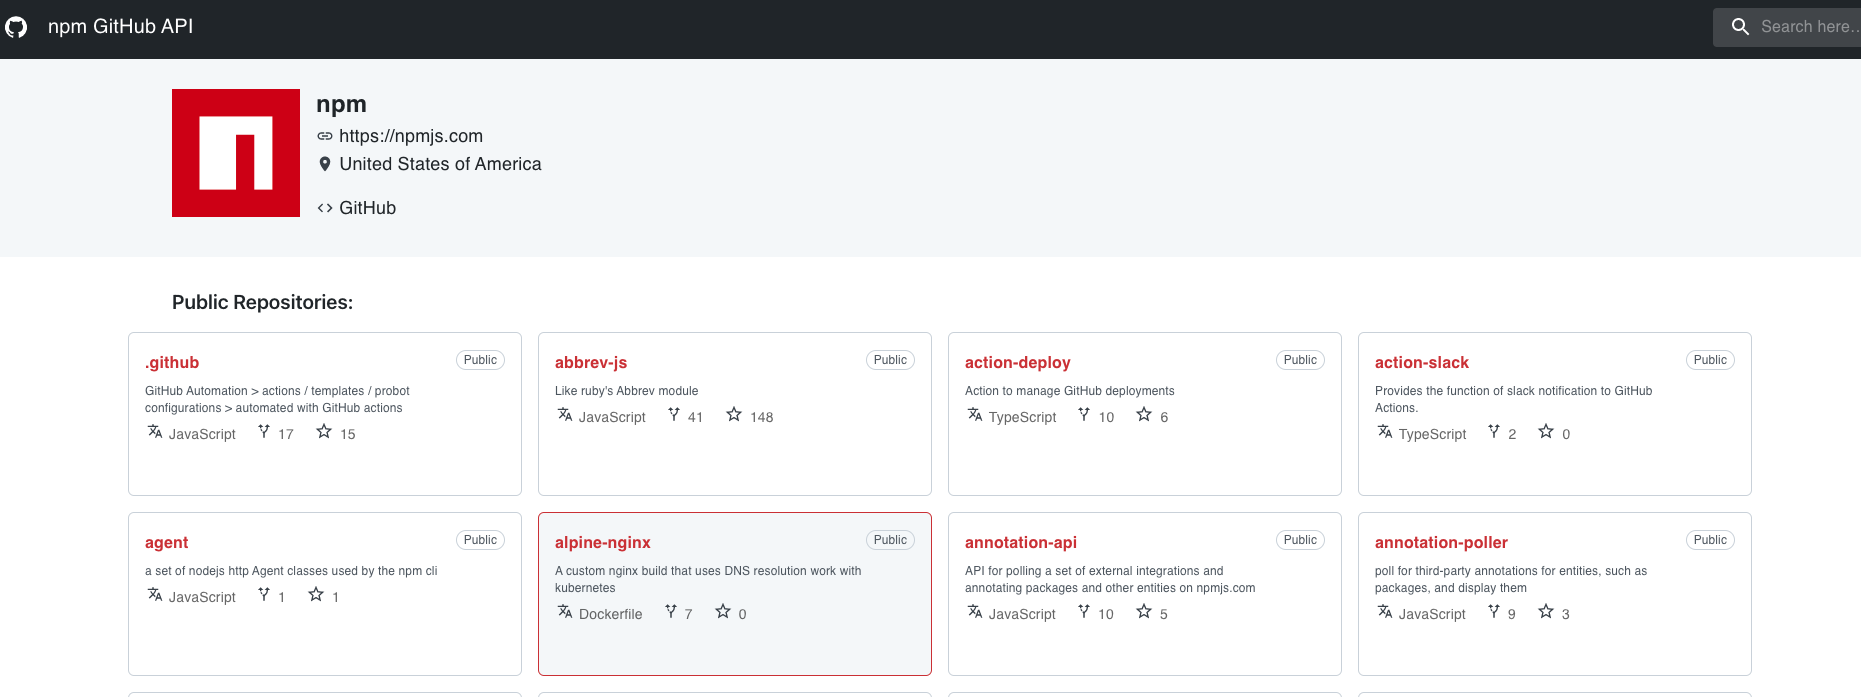 npm GitHub API
Search here...
npm
https://npmjs.com
United States of America
GitHub
Public Repositories:
.github
Public
GitHub Automation > actions / templates / probot
configurations > automated with GitHub actions
JavaScript 17 15
abbrev-js
Public
Like ruby's Abbrev module
JavaScript 41 148
action-deploy
Public
Action to manage GitHub deployments
TypeScript 10 6
action-slack
Public
Provides the function of slack notification to GitHub
Actions.
TypeScript 2 0
agent
Public
a set of nodejs http Agent classes used by the npm cli
JavaScript 1 1
alpine-nginx
Public
A custom nginx build that uses DNS resolution work with
kubernetes
Dockerfile 7 0
annotation-api
Public
API for polling a set of external integrations and
annotating packages and other entities on npmjs.com
JavaScript 10 5
annotation-poller
Public
poll for third-party annotations for entities, such as
packages, and display them
JavaScript 9 3